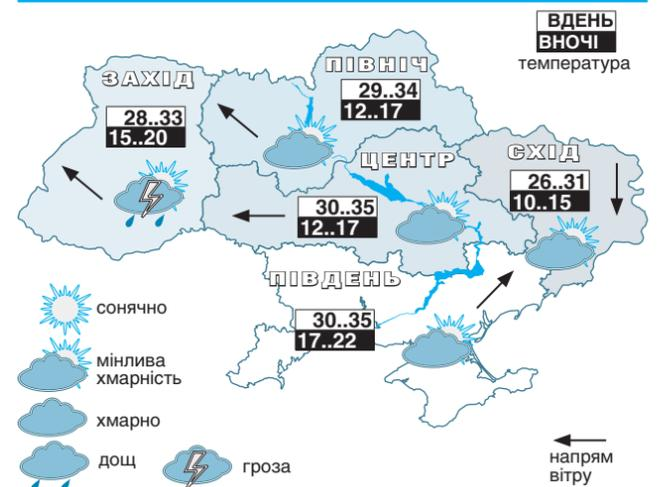 ВДЕНЬ
ВНОЧІ
температура
ЗАХІД
28..33
15..20
ПІВНІЧ
29..34
12..17
ЦЕНТР
30..35
12..17
СХІД
26..31
10..15
ПІВДЕНЬ
30..35
17..22
сонячно
мінлива
хмарність
хмарно
дощ
гроза
напрям
вітру